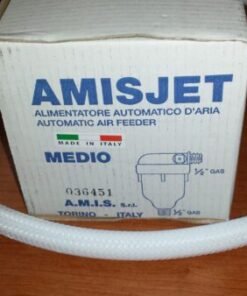 AMISJET
ALIMENTATORE AUTOMATICO D'ARIA
AUTOMATIC AIR FEEDER
MADE IN ITALY
MEDIO
036451
½" GAS
A.M.I.S. s.r.l.
½" GAS
TORINO - ITALY